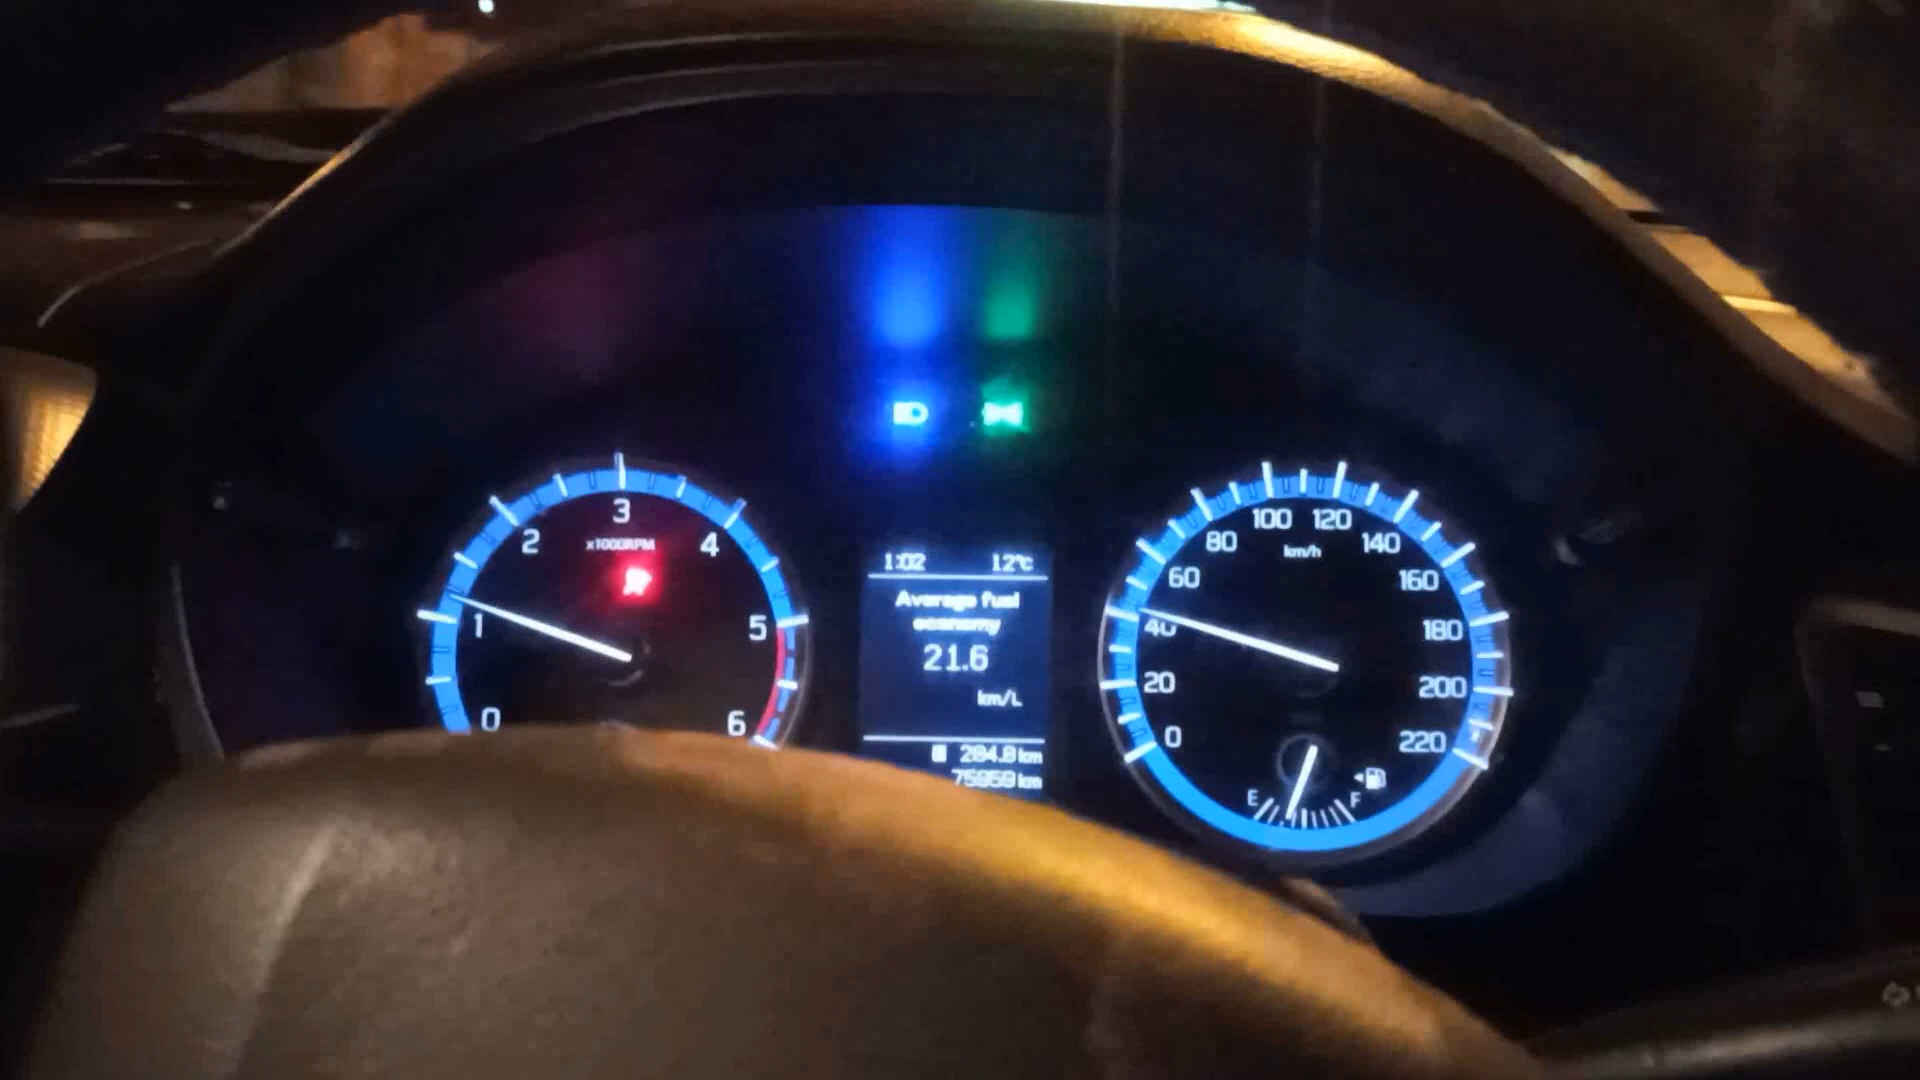 3
2
4
x1000RPM
1
5
0
6
1:02 12°C
Average fuel
economy
21.6
km/L
284.8 km
75959 km
100 120
80 140
km/h
60 160
40 180
20 200
0 220
E F